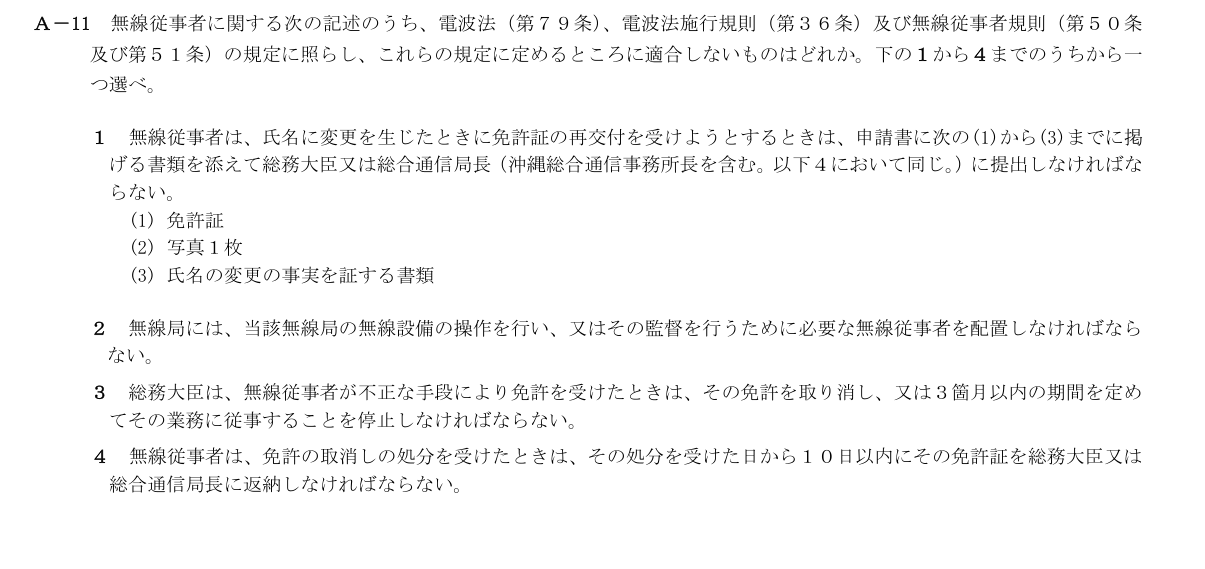 A－11　無線従事者に関する次の記述のうち、電波法（第７９条）、電波法施行規則（第３６条）及び無線従事者規則（第５０条
及び第５１条）の規定に照らし、これらの規定に定めるところに適合しないものはどれか。下の1から4までのうちから一
つ選べ。
1　無線従事者は、氏名に変更を生じたときに免許証の再交付を受けようとするときは、申請書に次の(1)から(3)までに掲
げる書類を添えて総務大臣又は総合通信局長（沖縄総合通信事務所長を含む。以下４において同じ。）に提出しなければな
らない。
(1) 免許証
(2) 写真１枚
(3) 氏名の変更の事実を証する書類
2　無線局には、当該無線局の無線設備の操作を行い、又はその監督を行うために必要な無線従事者を配置しなければなら
ない。
3　総務大臣は、無線従事者が不正な手段により免許を受けたときは、その免許を取り消し、又は３箇月以内の期間を定め
てその業務に従事することを停止しなければならない。
4　無線従事者は、免許の取消しの処分を受けたときは、その処分を受けた日から１０日以内にその免許証を総務大臣又は
総合通信局長に返納しなければならない。